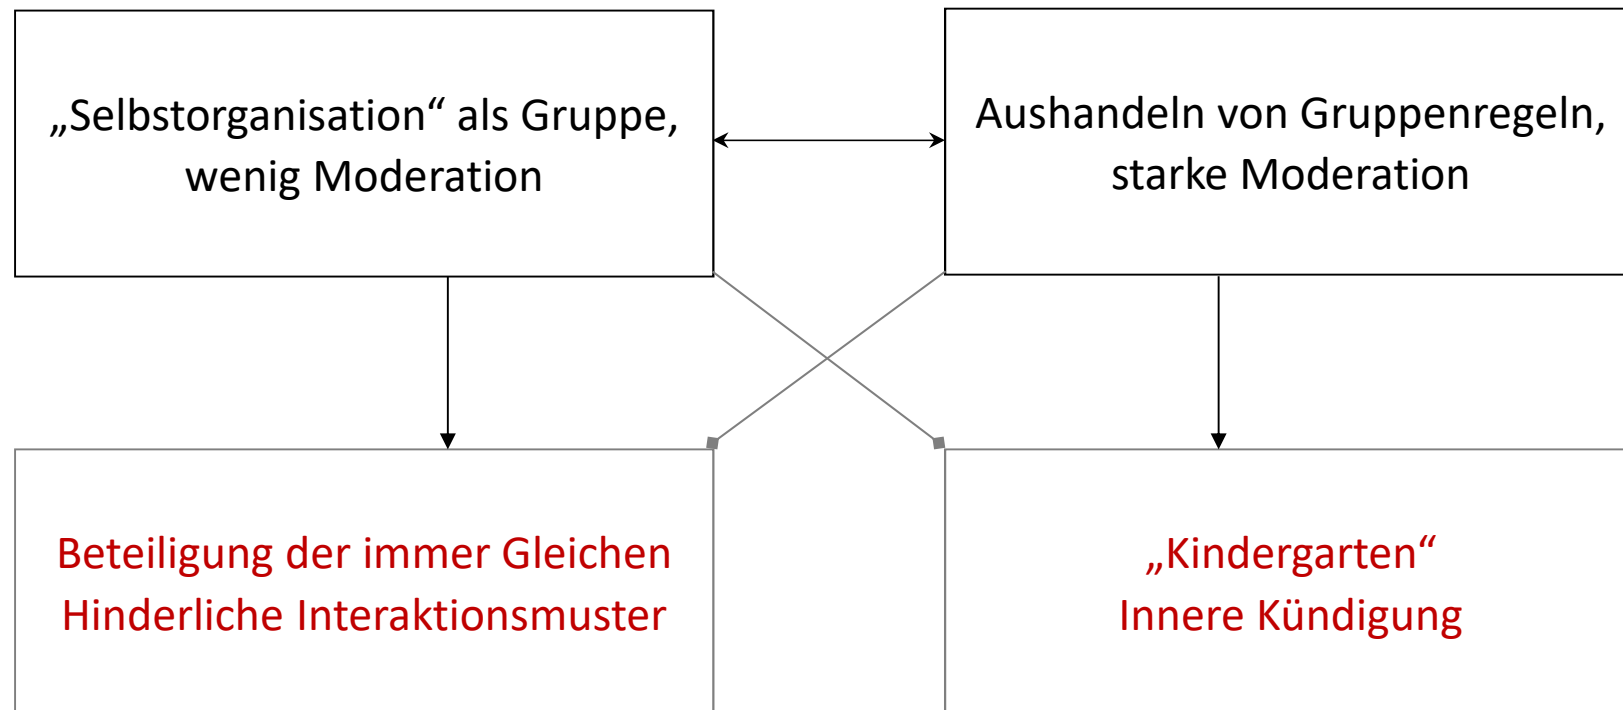 „Selbstorganisation“ als Gruppe,
wenig Moderation
Aushandeln von Gruppenregeln,
starke Moderation
Beteiligung der immer Gleichen
Hinderliche Interaktionsmuster
„Kindergarten“
Innere Kündigung